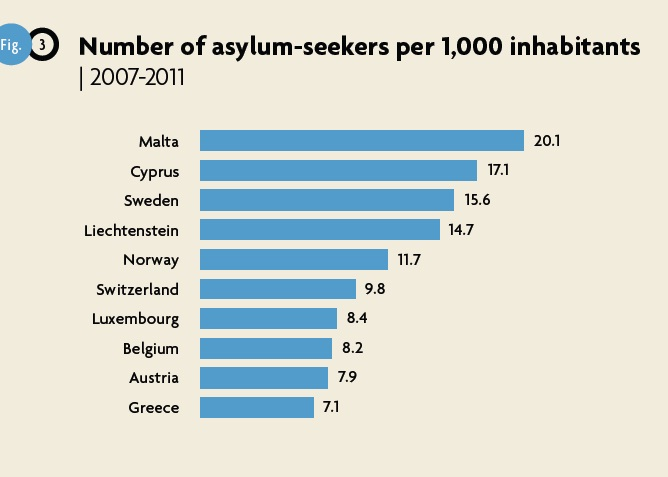 Fig. 3
Number of asylum-seekers per 1,000 inhabitants
| 2007-2011
Malta 20.1
Cyprus 17.1
Sweden 15.6
Liechtenstein 14.7
Norway 11.7
Switzerland 9.8
Luxembourg 8.4
Belgium 8.2
Austria 7.9
Greece 7.1